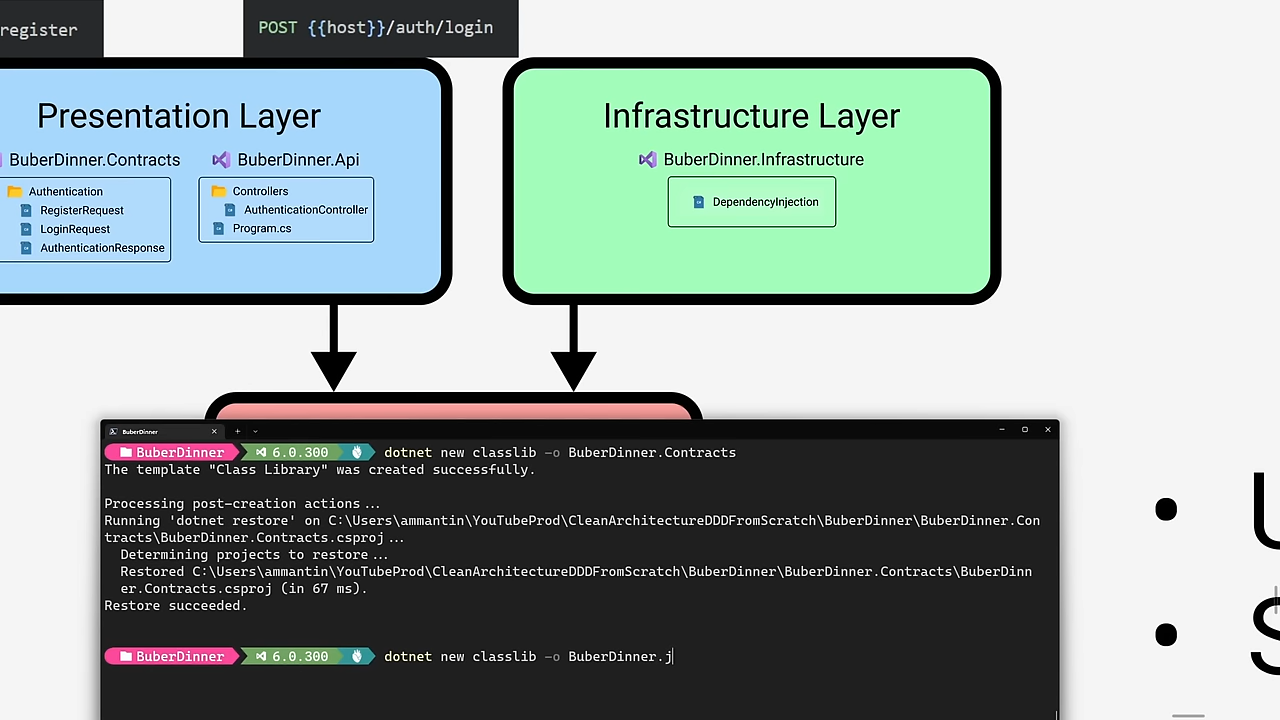 register
POST {{host}}/auth/login
Presentation Layer
BuberDinner.Contracts
BuberDinner.Api
Authentication
RegisterRequest
LoginRequest
AuthenticationResponse
Controllers
AuthenticationController
Program.cs
Infrastructure Layer
BuberDinner.Infrastructure
DependencyInjection
BuberDinner
BuberDinner 6.0.300 dotnet new classlib -o BuberDinner.Contracts
The template "Class Library" was created successfully.
Processing post-creation actions...
Running 'dotnet restore' on C:\Users\ammantin\YouTubeProd\CleanArchitectureDDDFromScratch\BuberDinner\BuberDinner.Con
tracts\BuberDinner.Contracts.csproj...
Determining projects to restore...
Restored C:\Users\ammantin\YouTubeProd\CleanArchitectureDDDFromScratch\BuberDinner\BuberDinner.Contracts\BuberDinn
er.Contracts.csproj (in 67 ms).
Restore succeeded.
BuberDinner 6.0.300 dotnet new classlib -o BuberDinner.j